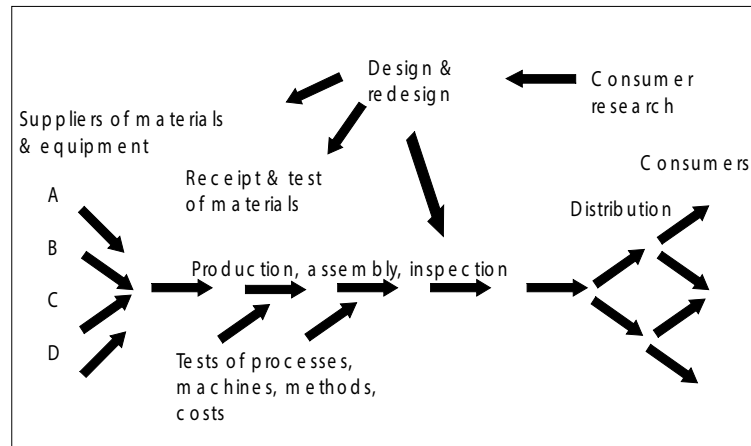 Design &
redesign
Consumer
research
Suppliers of materials
& equipment
Consumers
Receipt & test
of materials
A
Distribution
B
Production, assembly, inspection
C
D
Tests of processes,
machines, methods,
costs